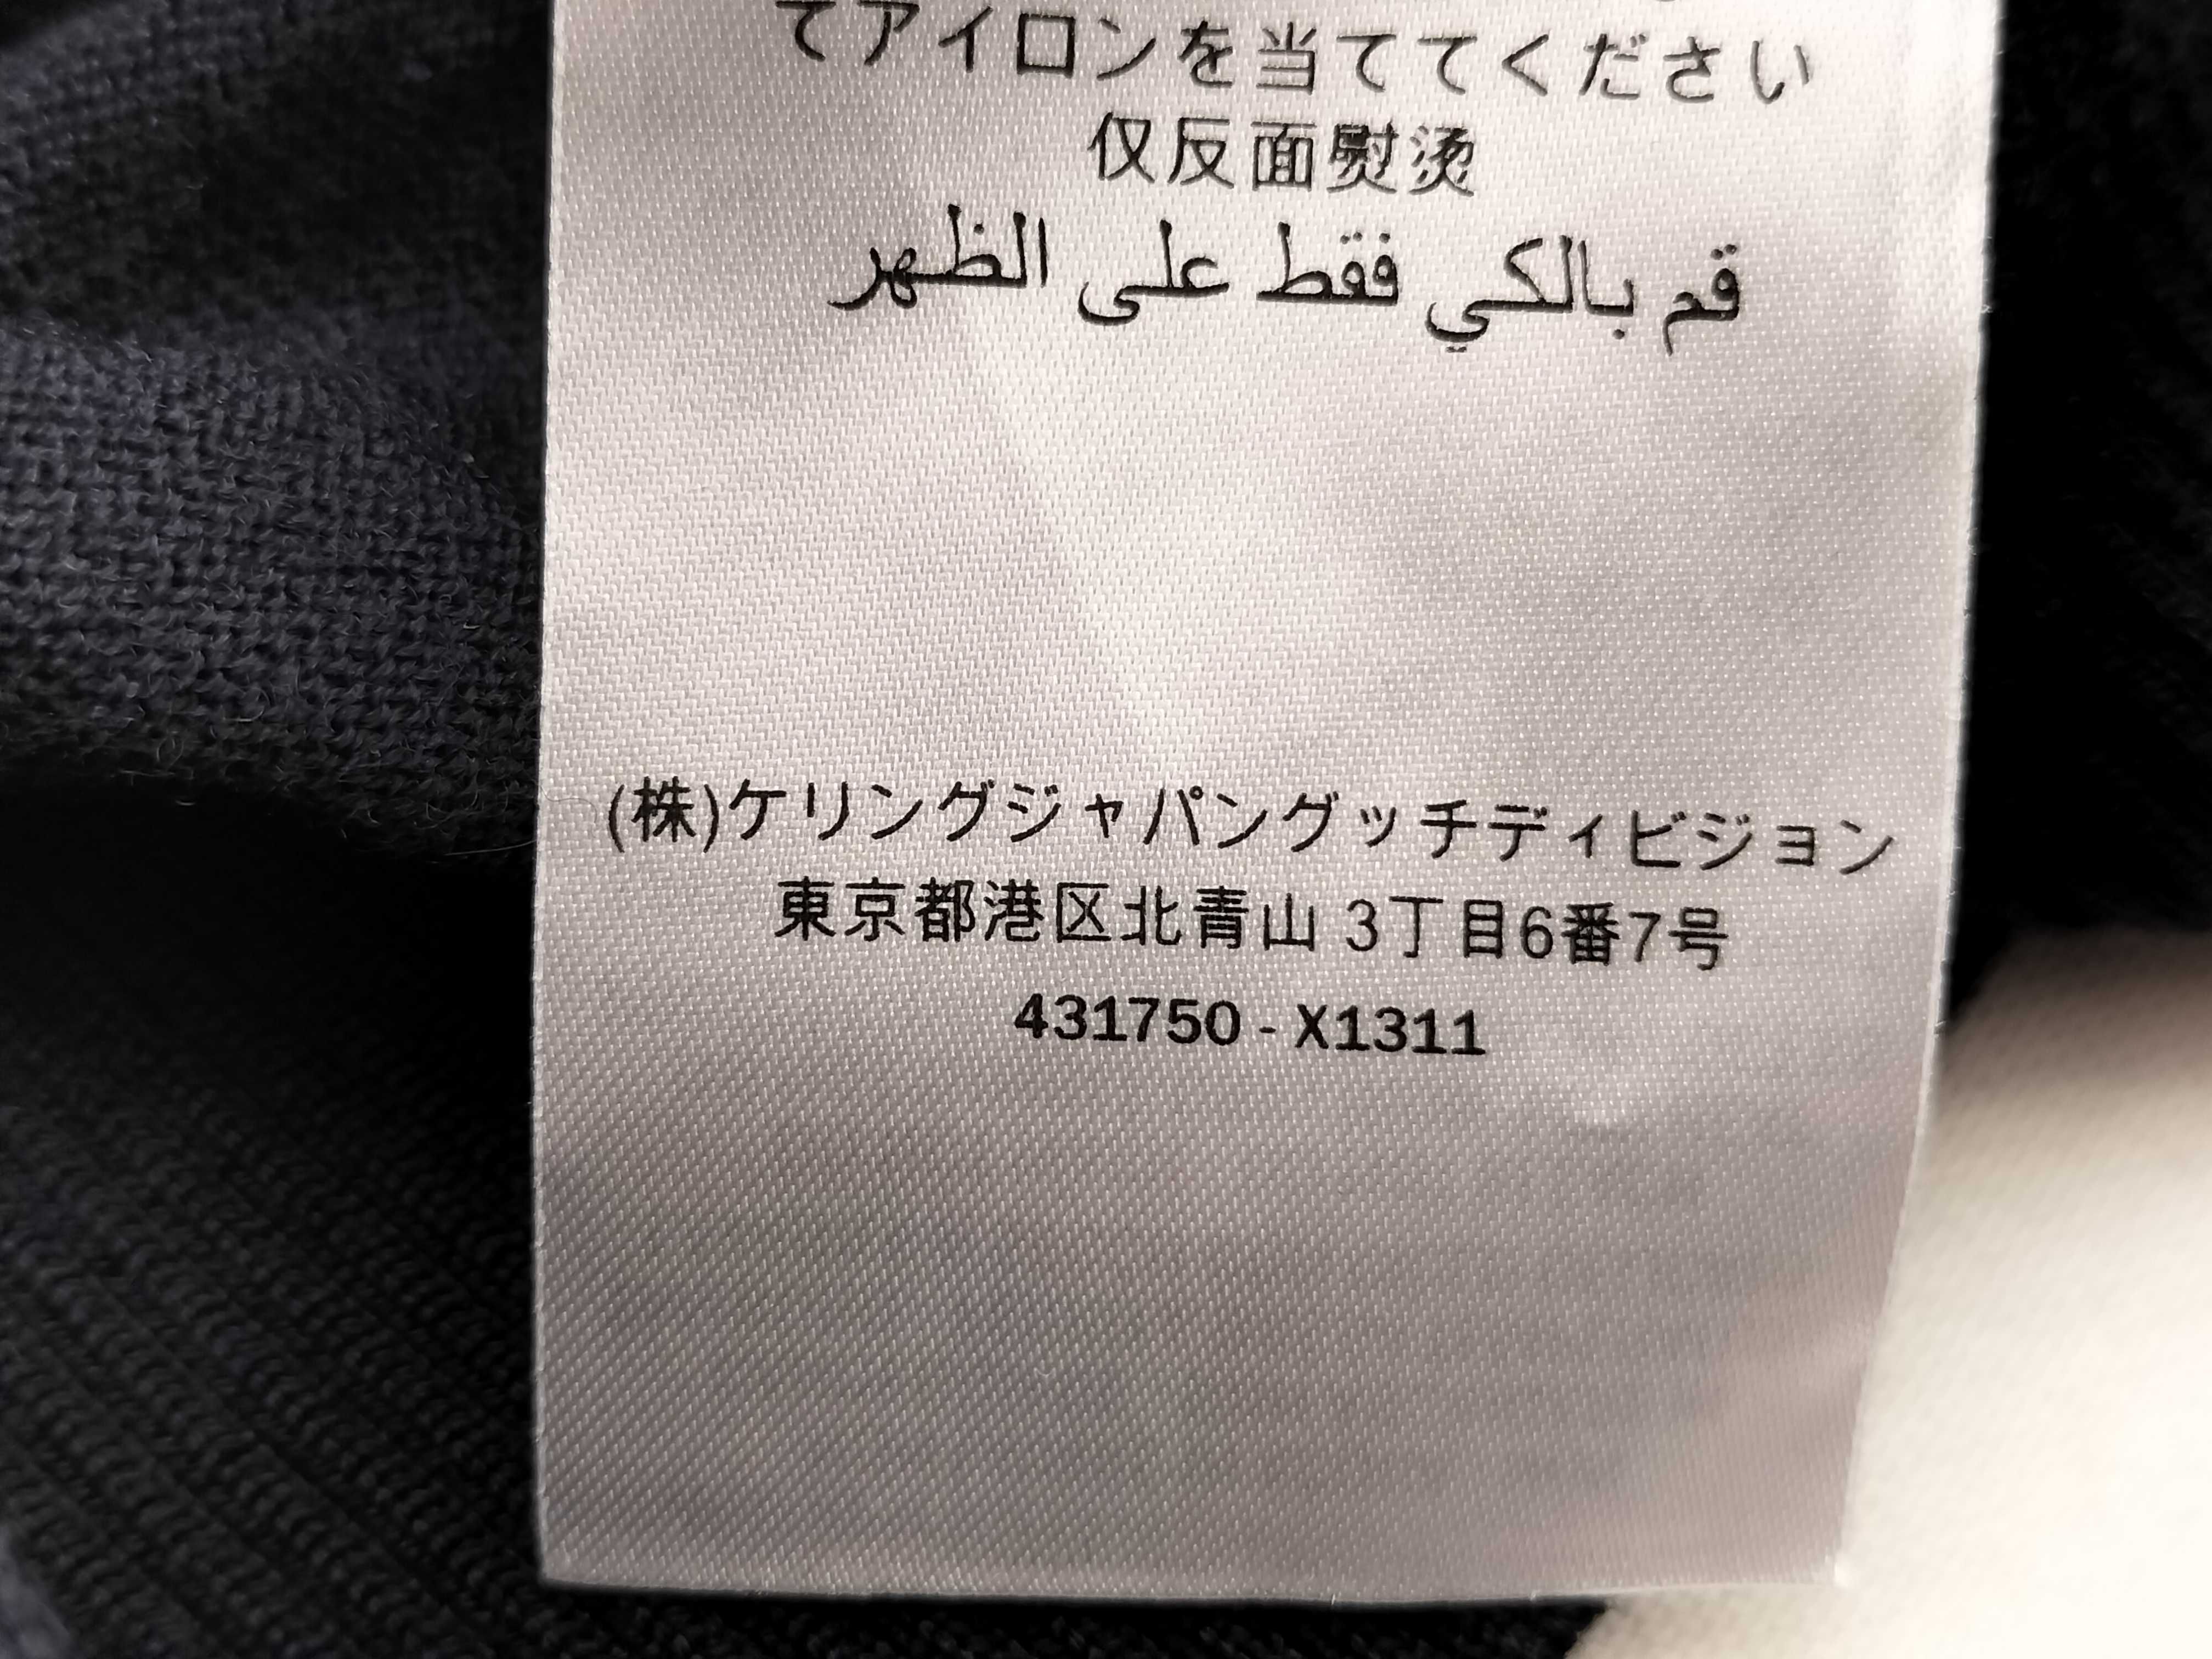 てアイロンを当ててください
仅反面熨烫
قم بالكي فقط على الظهر
(株)ケリングジャパングッチディビジョン
東京都港区北青山 3丁目6番7号
431750 - X1311